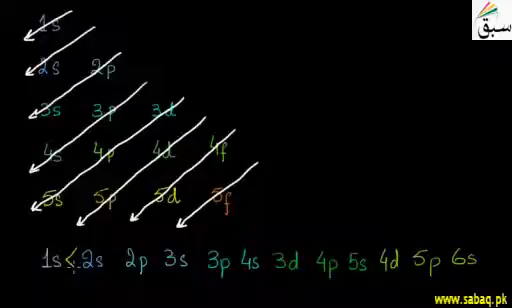 سبق
1s
2s 2p
3s 3p 3d
4s 4p 4d 4f
5s 5p 5d 5f
1s < 2s 2p 3s 3p 4s 3d 4p 5s 4d 5p 6s
www.sabaq.pk